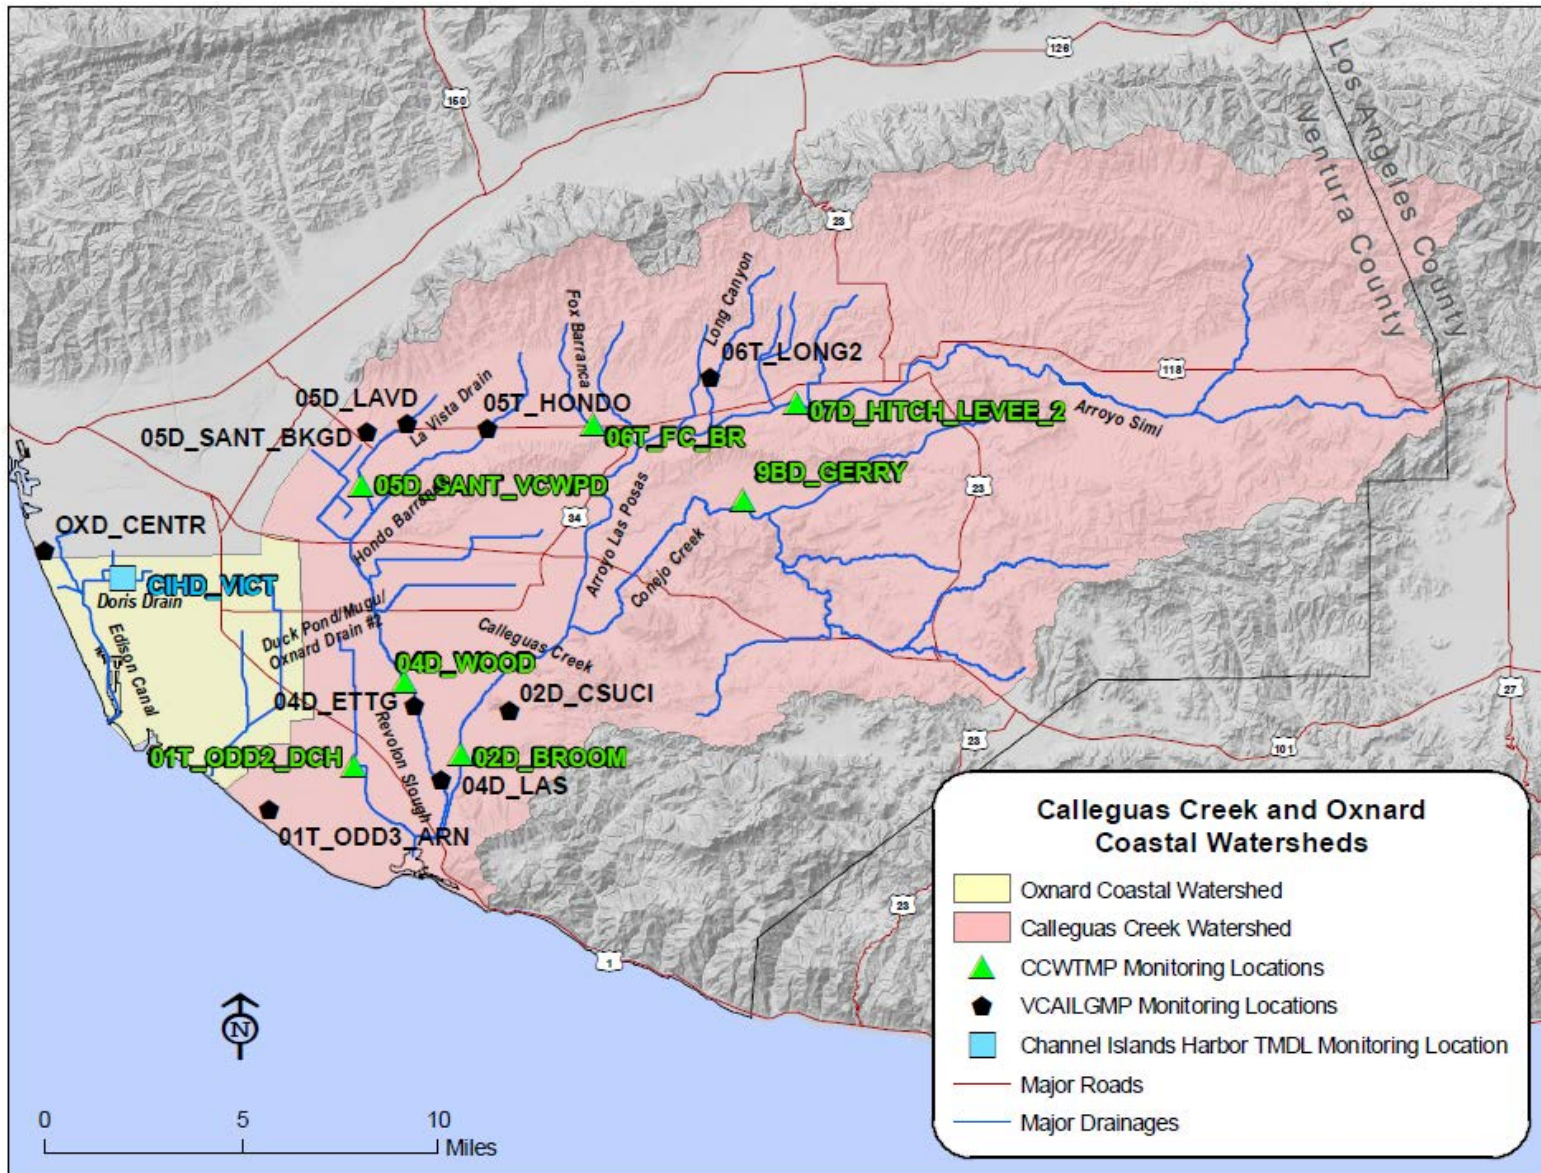 126
150
Los Angeles County
Ventura County
23
Long Canyon
Fox Barranca
06T_LONG2
118
05D_LAVD
La Vista Drain
05T_HONDO
07D_HITCH_LEVEE_2
Arroyo Simi
05D_SANT_BKGD
06T_FC_BR
9BD_GERRY
05D_SANT_VCWPD
23
Hondo Barranca
34
Arroyo Las Posas
OXD_CENTR
Conejo Creek
CIHD_VICT
Doris Drain
Edison Canal
Duck Pond/Mugu/
Oxnard Drain #2
Calleguas Creek
04D_WOOD
04D_ETTG
02D_CSUCI
27
Revolon Slough
23
101
01T_ODD2_DCH
02D_BROOM
04D_LAS
01T_ODD3_ARN
23
1
N
0 5 10
Miles
Calleguas Creek and Oxnard
Coastal Watersheds
Oxnard Coastal Watershed
Calleguas Creek Watershed
CCWTMP Monitoring Locations
VCAILGMP Monitoring Locations
Channel Islands Harbor TMDL Monitoring Location
Major Roads
Major Drainages